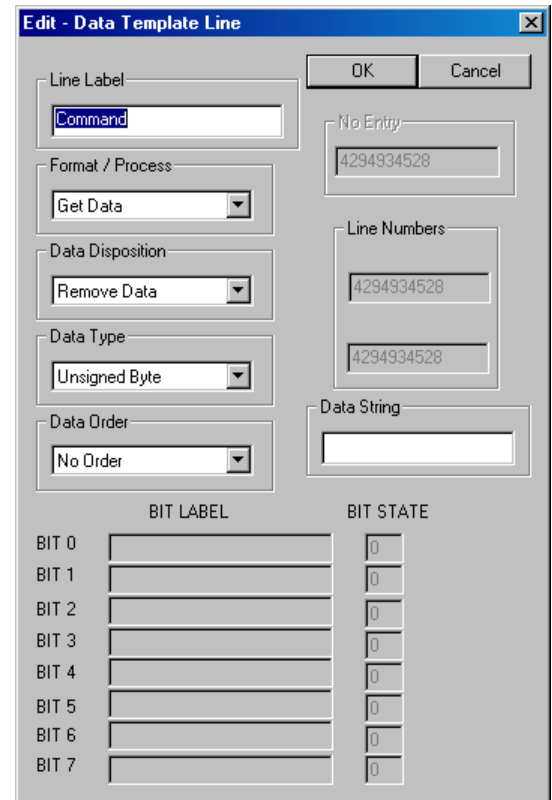 Edit - Data Template Line
OK
Cancel
Line Label
Command
No Entry
4294934528
Format / Process
Get Data
Line Numbers
Data Disposition
Remove Data
4294934528
Data Type
Unsigned Byte
4294934528
Data Order
No Order
Data String
BIT LABEL BIT STATE
BIT 0 0
BIT 1 0
BIT 2 0
BIT 3 0
BIT 4 0
BIT 5 0
BIT 6 0
BIT 7 0